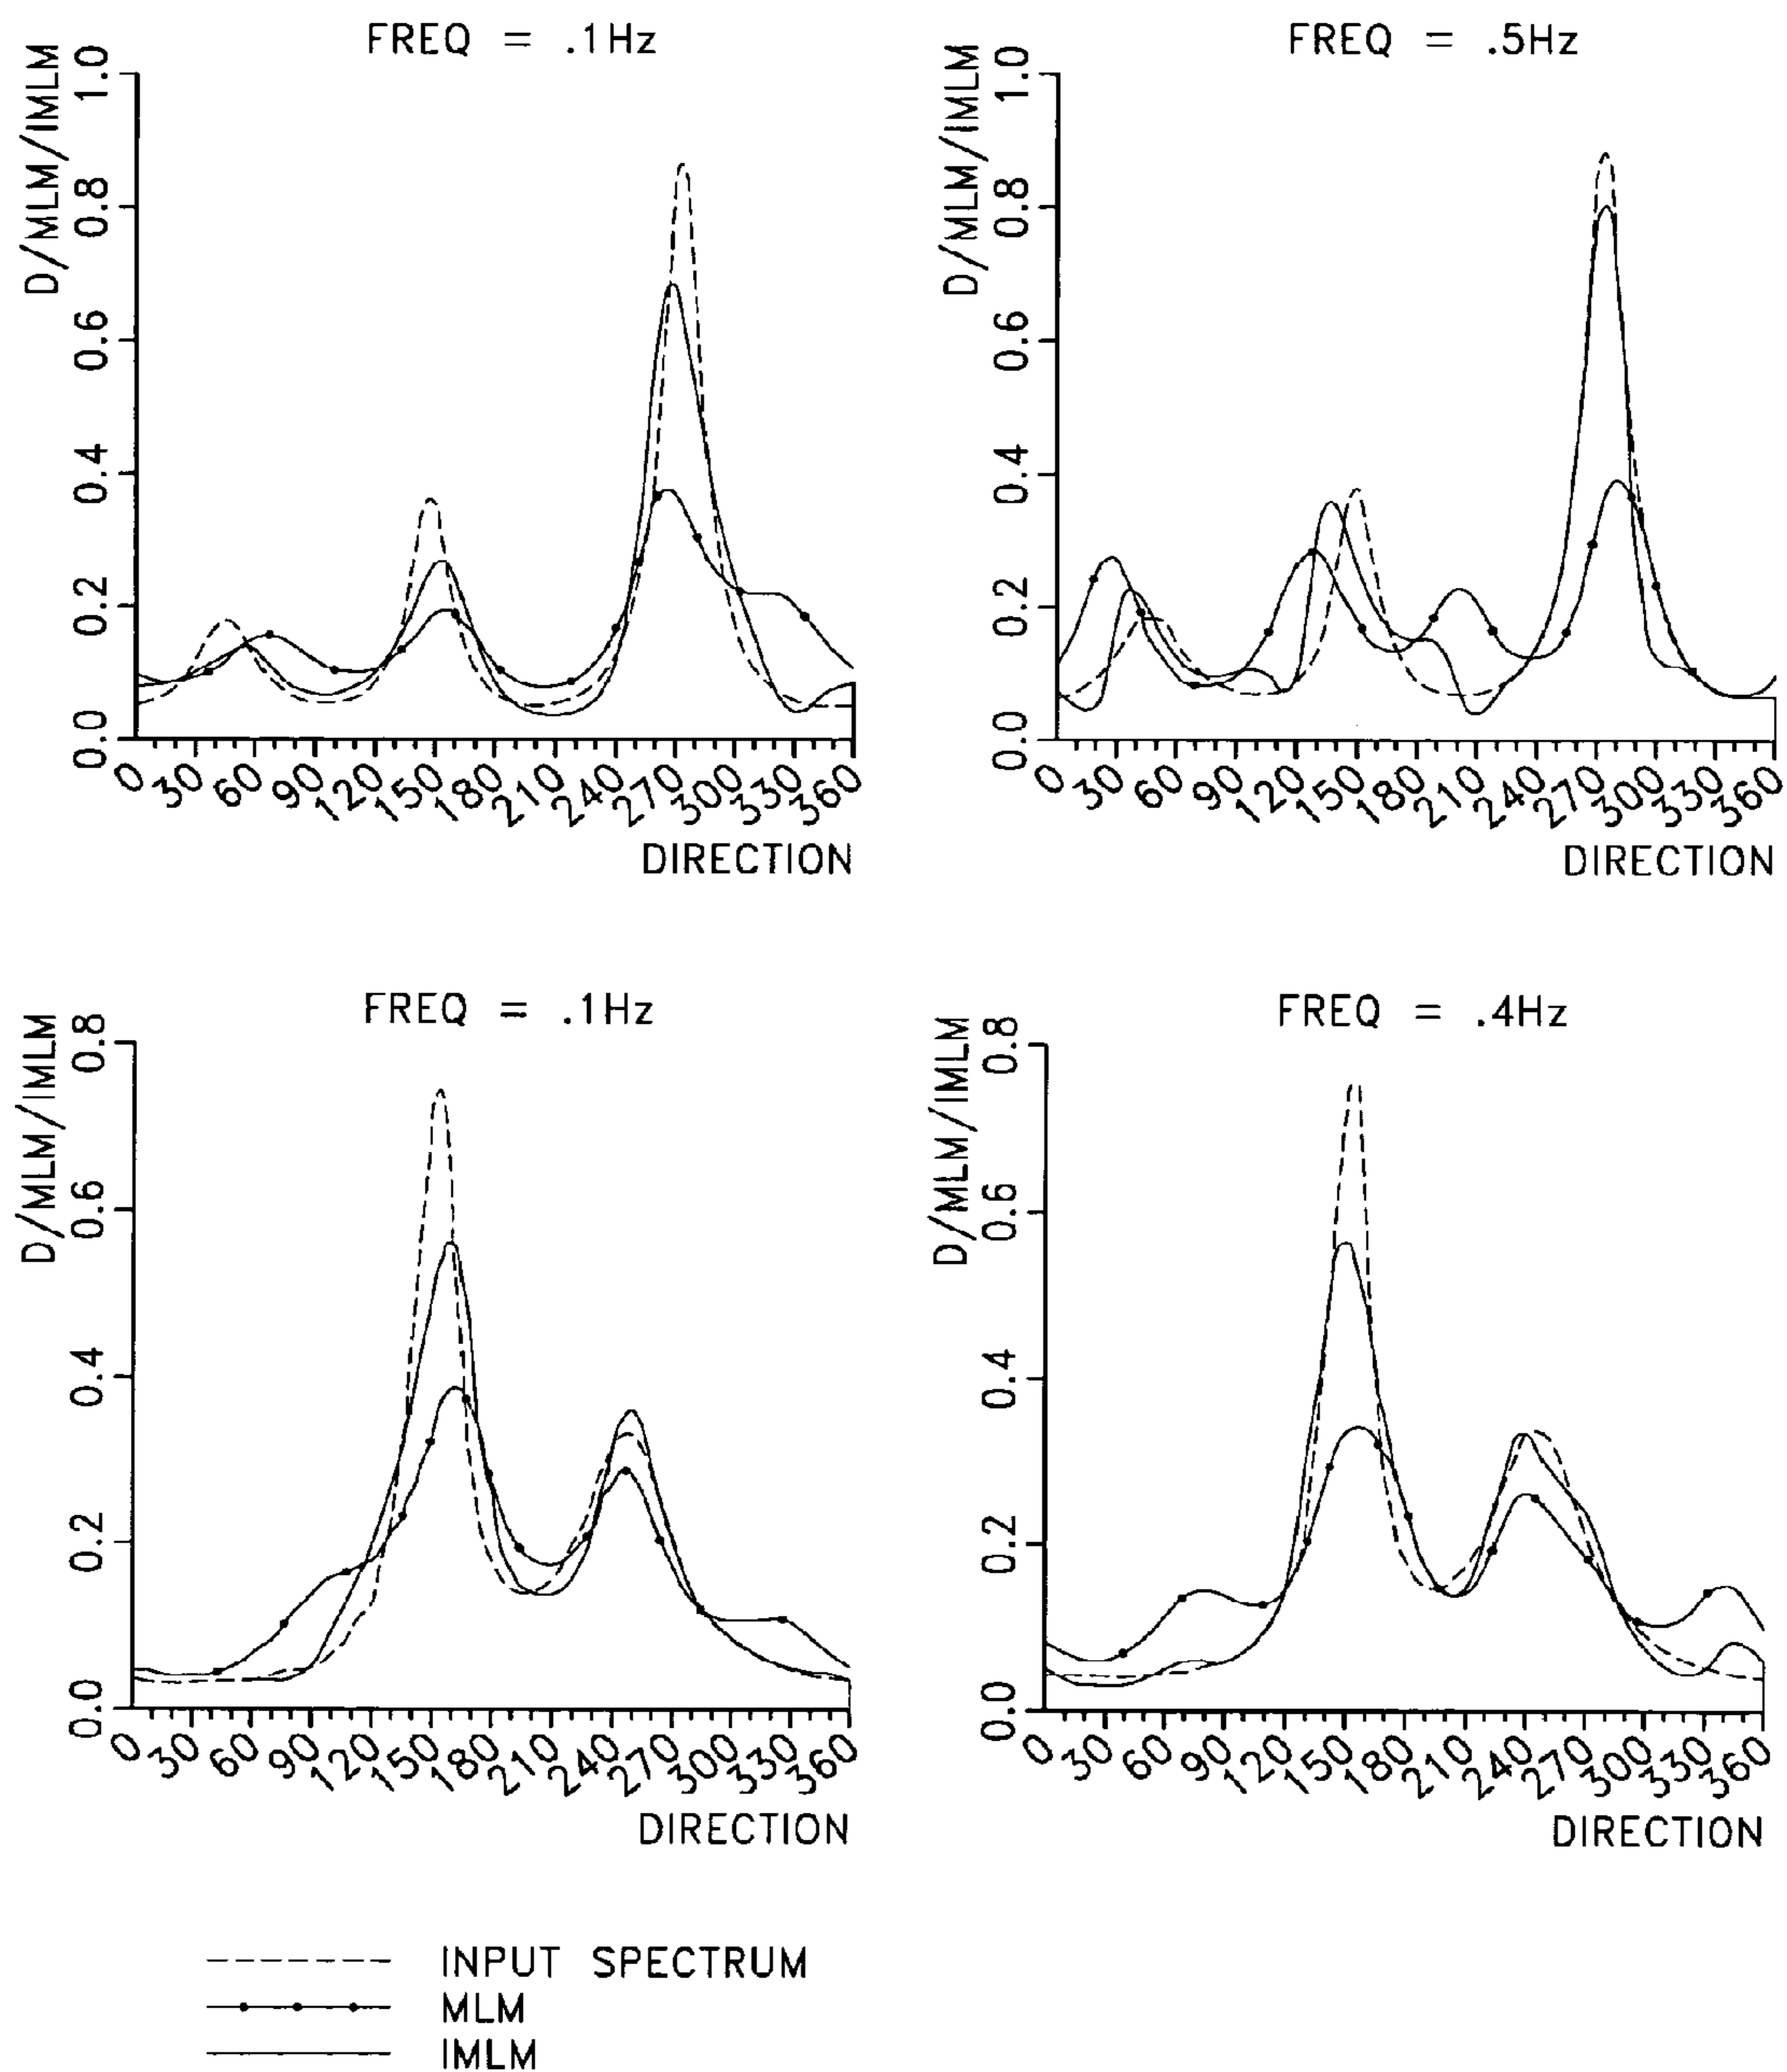 FREQ = .1Hz
D/MLM/IMLM
1.0
0.8
0.6
0.4
0.2
0.0
0 30 60 90 120 150 180 210 240 270 300 330 360
DIRECTION
FREQ = .5Hz
D/MLM/IMLM
1.0
0.8
0.6
0.4
0.2
0.0
0 30 60 90 120 150 180 210 240 270 300 330 360
DIRECTION
FREQ = .1Hz
D/MLM/IMLM
0.8
0.6
0.4
0.2
0.0
0 30 60 90 120 150 180 210 240 270 300 330 360
DIRECTION
FREQ = .4Hz
D/MLM/IMLM
0.8
0.6
0.4
0.2
0.0
0 30 60 90 120 150 180 210 240 270 300 330 360
DIRECTION
INPUT SPECTRUM
MLM
IMLM